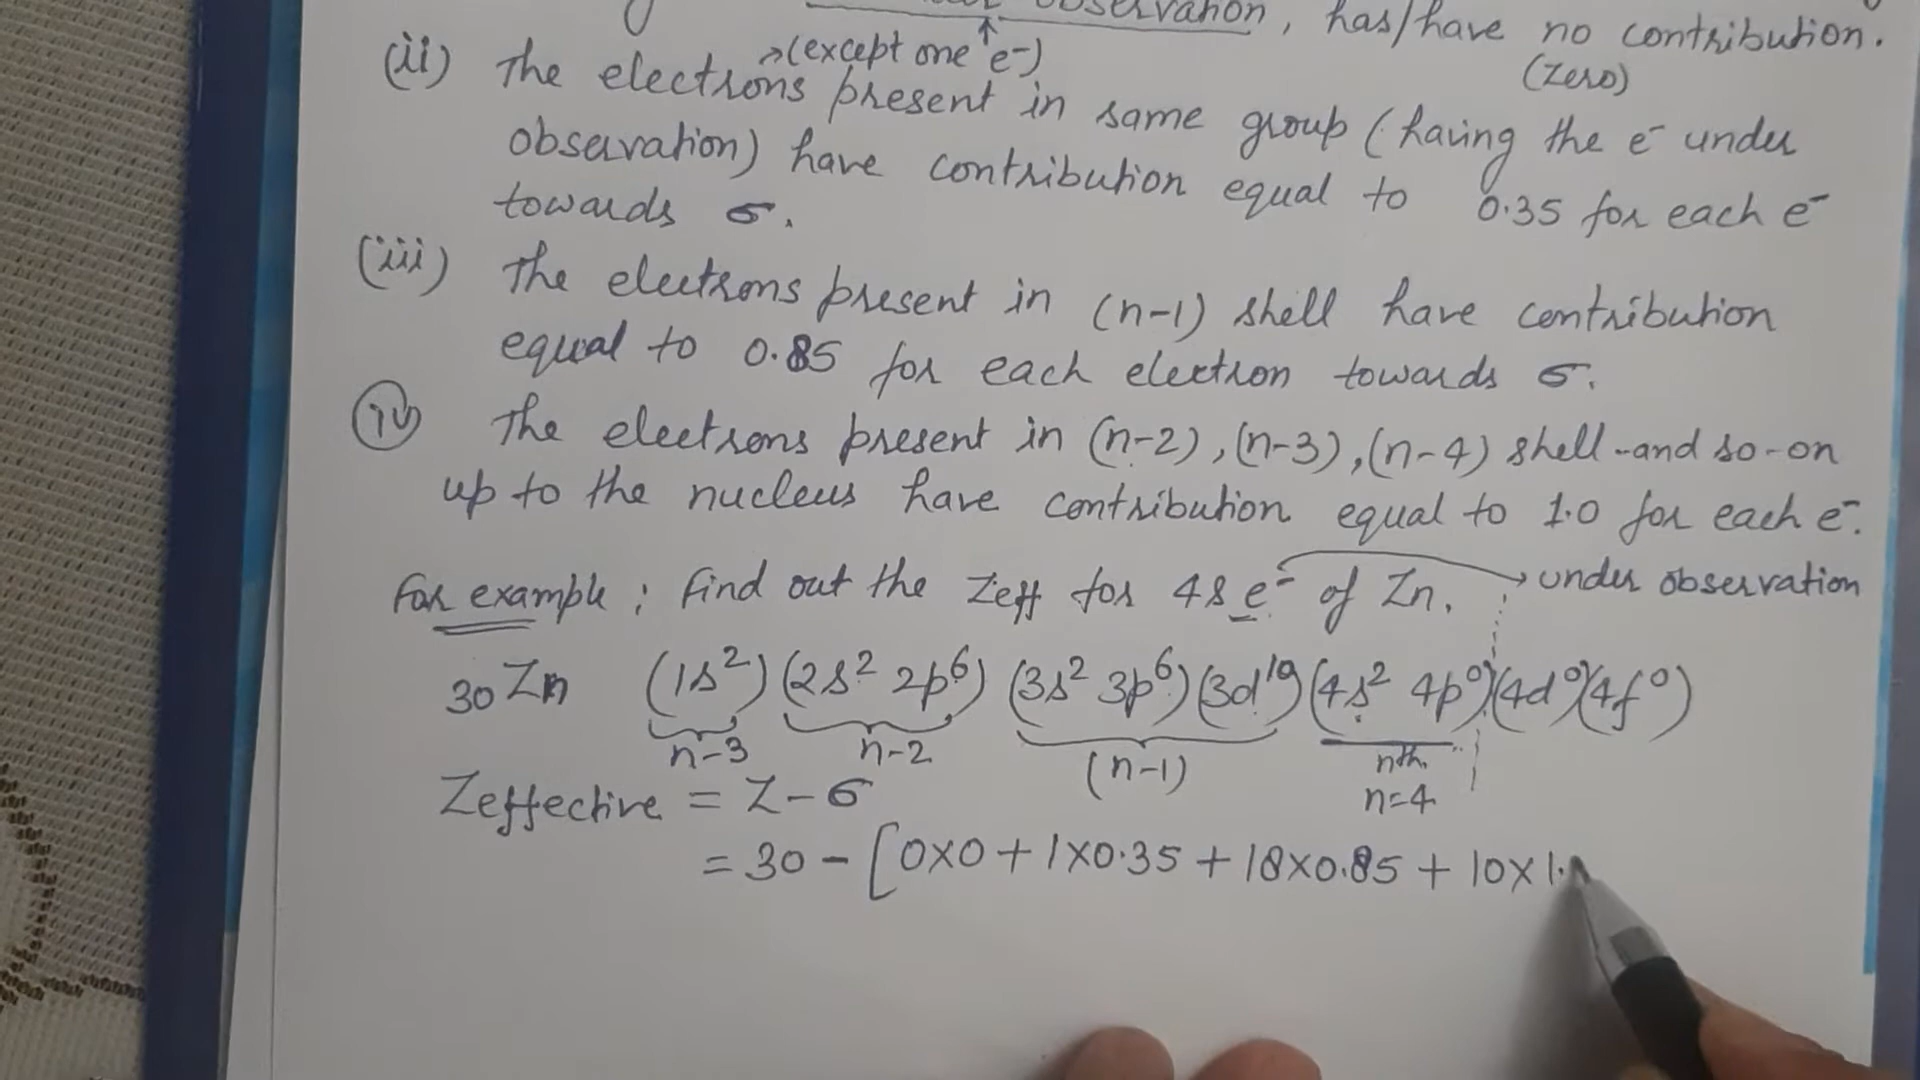 observation, has/have no contribution.
(ii) The electrons present in same group (having the e⁻ under
→(except one e⁻)
(Zero)
observation) have contribution equal to 0.35 for each e⁻
towards σ.
(iii) The electrons present in (n-1) shell have contribution
equal to 0.85 for each electron towards σ.
(iv) The electrons present in (n-2), (n-3), (n-4) shell -and so-on
up to the nucleus have contribution equal to 1.0 for each e⁻.
For example ; Find out the Zeff for 4s e⁻ of Zn. → under observation
30 Zn (1s²) (2s² 2p⁶) (3s² 3p⁶) (3d¹⁰) (4s² 4p⁰) (4d⁰) (4f⁰)
n-3 n-2 (n-1) nth.
n=4
Zeffective = Z - σ
= 30 - [0×0 + 1×0.35 + 18×0.85 + 10×1.